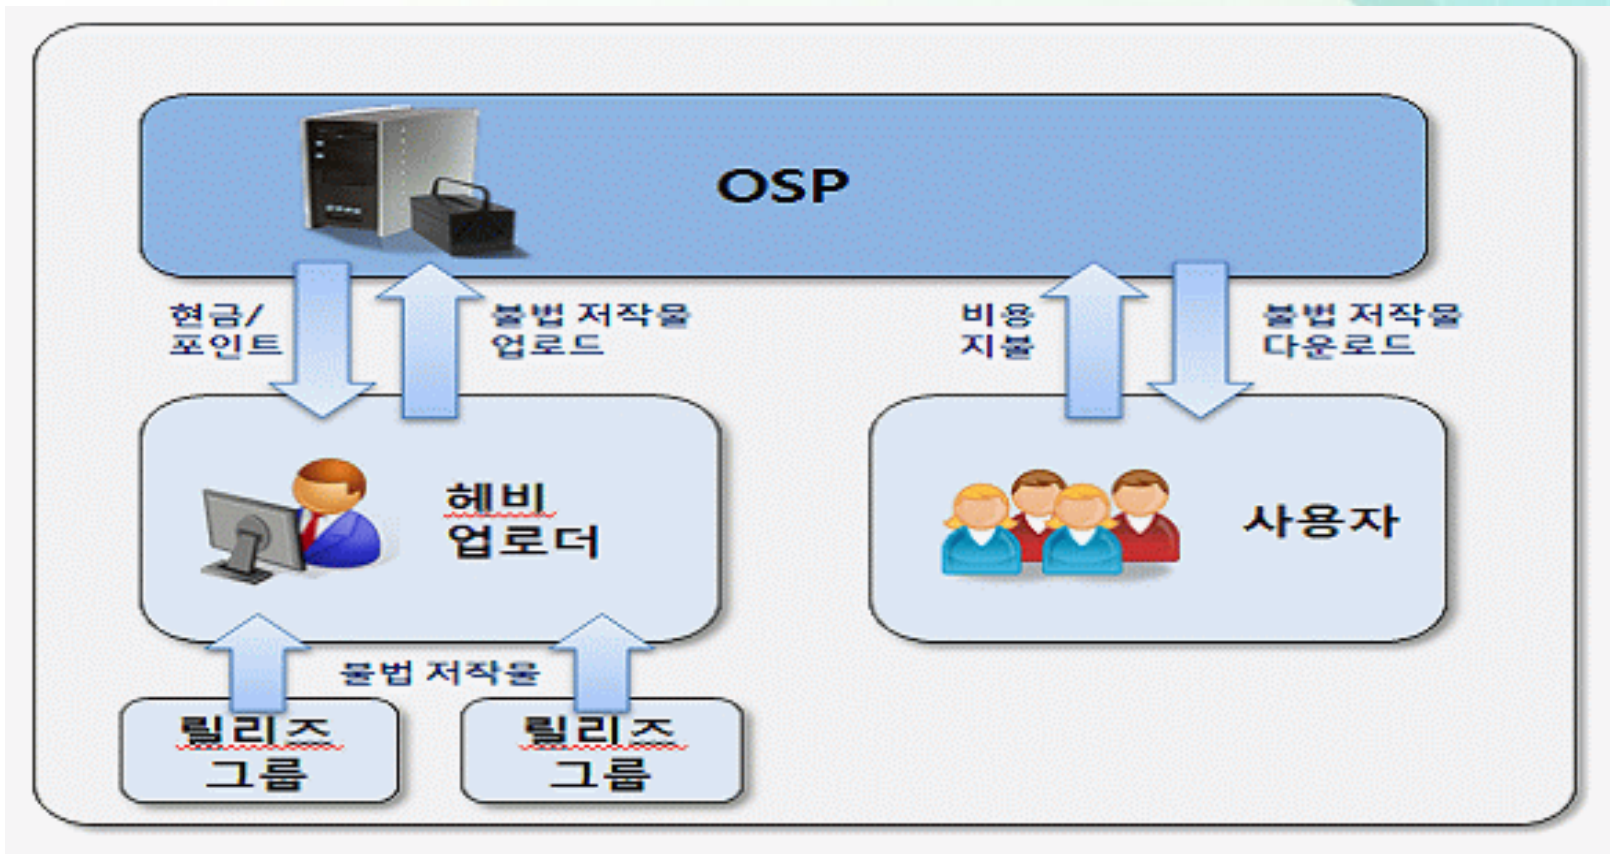 OSP
현금/
포인트
불법 저작물
업로드
비용
지불
불법 저작물
다운로드
헤비
업로더
사용자
불법 저작물
릴리즈
그룹
릴리즈
그룹